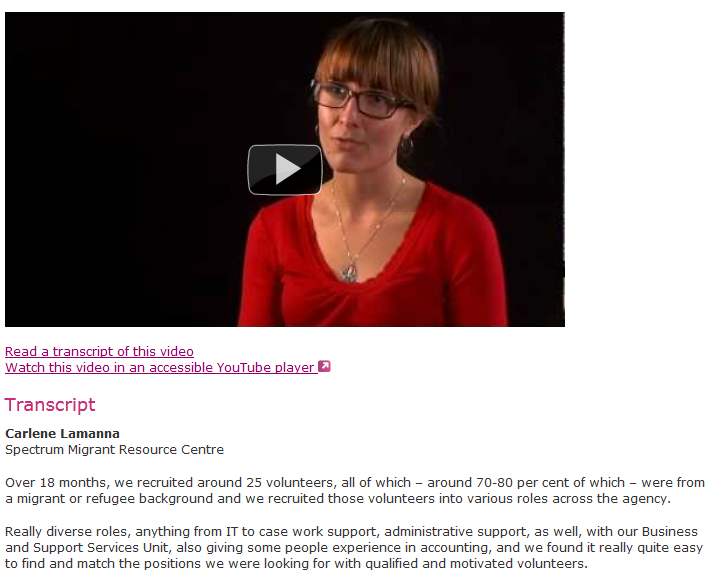 Read a transcript of this video
Watch this video in an accessible YouTube player
Transcript
Carlene Lamanna
Spectrum Migrant Resource Centre
Over 18 months, we recruited around 25 volunteers, all of which – around 70-80 per cent of which – were from
a migrant or refugee background and we recruited those volunteers into various roles across the agency.
Really diverse roles, anything from IT to case work support, administrative support, as well, with our Business
and Support Services Unit, also giving some people experience in accounting, and we found it really quite easy
to find and match the positions we were looking for with qualified and motivated volunteers.